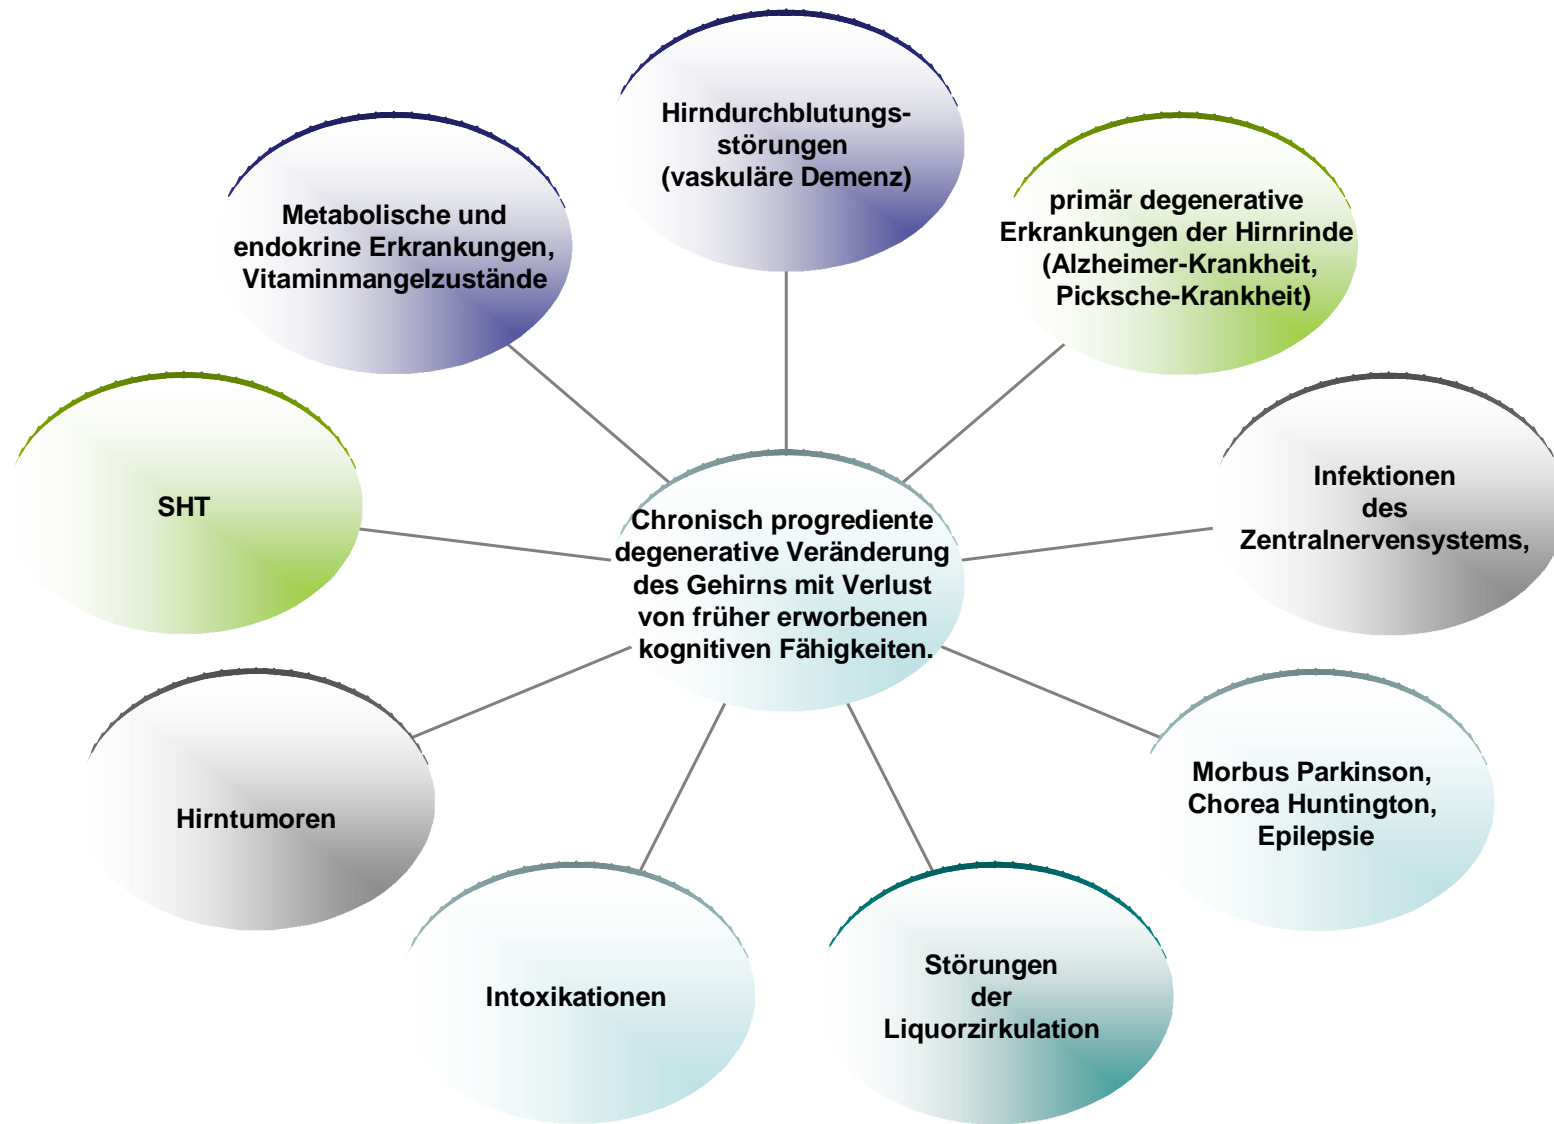 Hirndurchblutungs-
störungen
(vaskuläre Demenz)
primär degenerative
Erkrankungen der Hirnrinde
(Alzheimer-Krankheit,
Picksche-Krankheit)
Infektionen
des
Zentralnervensystems,
Morbus Parkinson,
Chorea Huntington,
Epilepsie
Störungen
der
Liquorzirkulation
Intoxikationen
Hirntumoren
SHT
Metabolische und
endokrine Erkrankungen,
Vitaminmangelzustände
Chronisch progrediente
degenerative Veränderung
des Gehirns mit Verlust
von früher erworbenen
kognitiven Fähigkeiten.